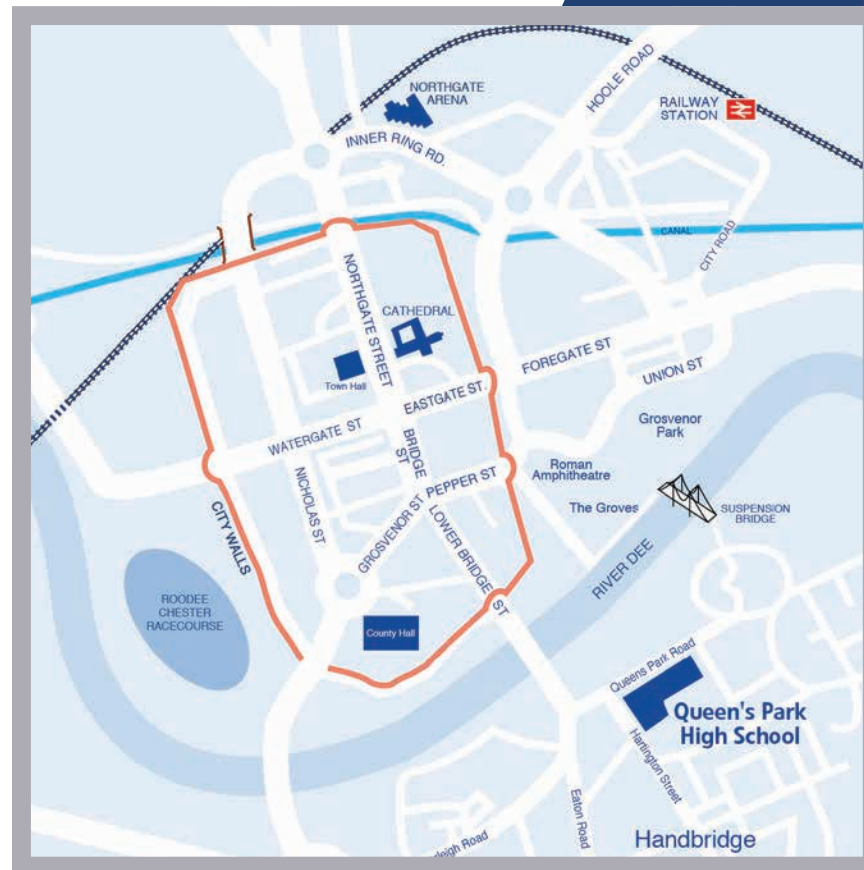 NORTHGATE
ARENA
HOOLE ROAD
RAILWAY
STATION
INNER RING RD.
CANAL
CITY ROAD
NORTHGATE STREET
CATHEDRAL
Town Hall
FOREGATE ST
EASTGATE ST.
UNION ST
WATERGATE ST
BRIDGE
ST
Grosvenor
Park
NICHOLAS ST
PEPPER ST
Roman
Amphitheatre
CITY WALLS
GROSVENOR ST
The Groves
SUSPENSION
BRIDGE
LOWER BRIDGE ST
RIVER DEE
ROODEE
CHESTER
RACECOURSE
County Hall
Queens Park Road
Queen's Park
High School
Hartington Street
Eaton Road
leigh Road
Handbridge